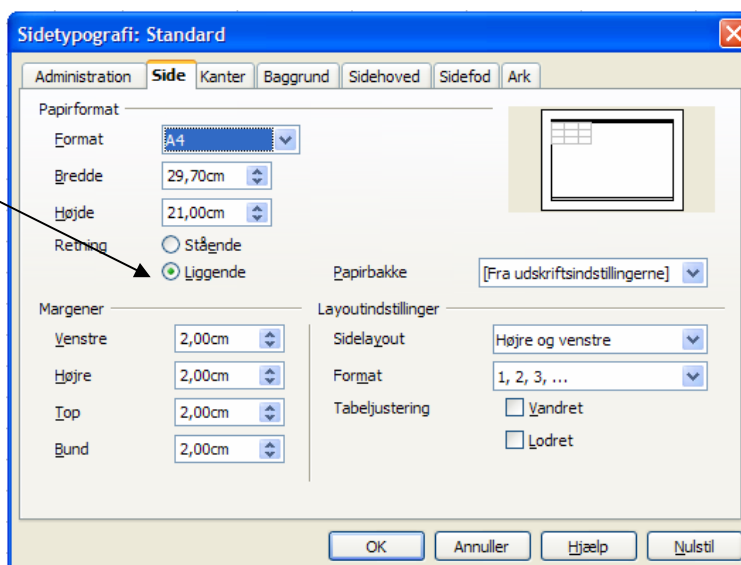 Sidetypografi: Standard
Administration Side Kanter Baggrund Sidehoved Sidefod Ark
Papirformat
Format A4
Bredde 29,70cm
Højde 21,00cm
Retning Stående
Liggende Papirbakke [Fra udskriftsindstillingerne]
Margener Layoutindstillinger
Venstre 2,00cm Sidelayout Højre og venstre
Højre 2,00cm Format 1, 2, 3, ...
Top 2,00cm Tabeljustering Vandret
Bund 2,00cm Lodret
OK Annuller Hjælp Nulstil